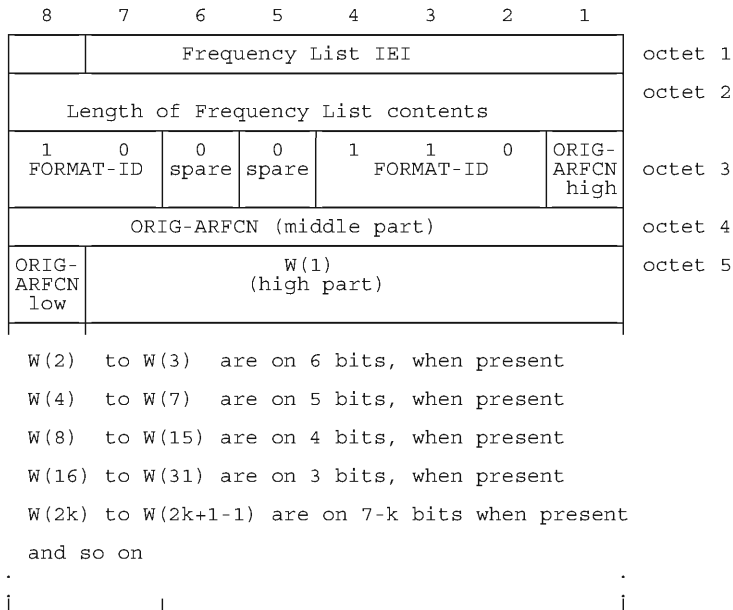 8 7 6 5 4 3 2 1
Frequency List IEI octet 1
octet 2
Length of Frequency List contents
1 0 0 0 1 1 0 ORIG-
FORMAT-ID spare spare FORMAT-ID ARFCN octet 3
high
ORIG-ARFCN (middle part) octet 4
ORIG- W(1) octet 5
ARFCN (high part)
low
W(2) to W(3) are on 6 bits, when present
W(4) to W(7) are on 5 bits, when present
W(8) to W(15) are on 4 bits, when present
W(16) to W(31) are on 3 bits, when present
W(2k) to W(2k+1-1) are on 7-k bits when present
and so on